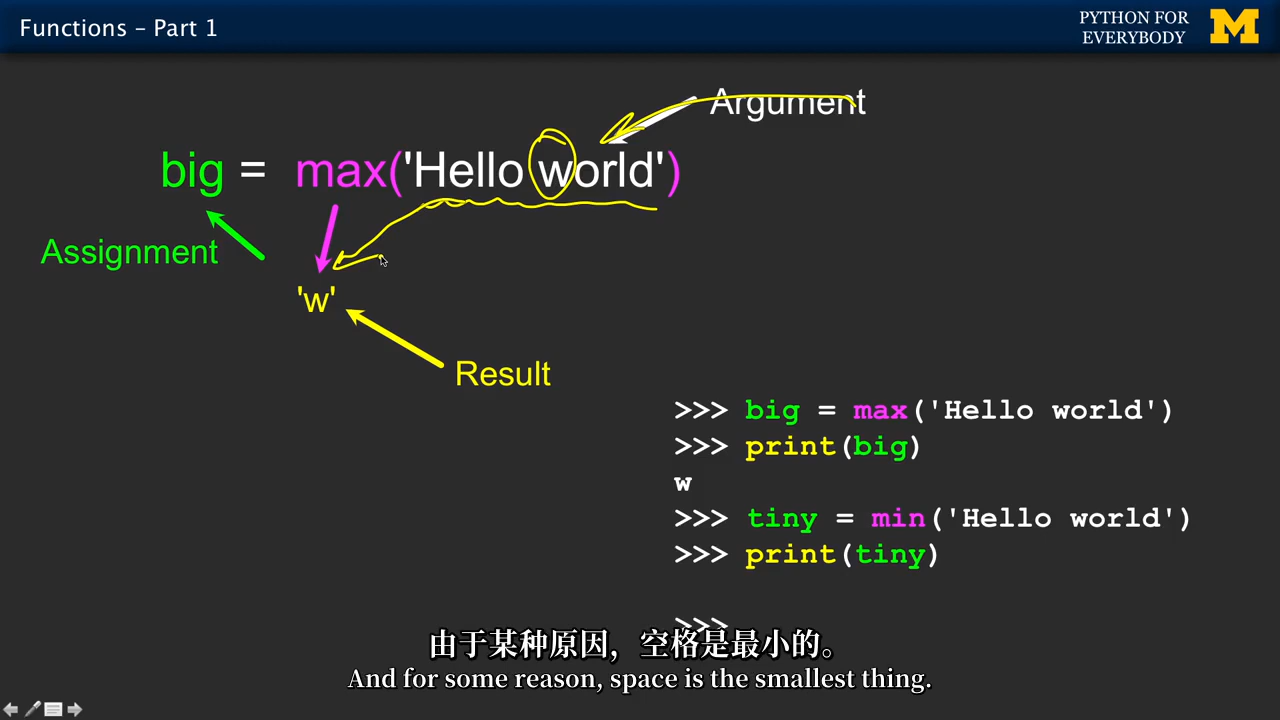 Functions – Part 1
PYTHON FOR
EVERYBODY
M
Argument
big = max('Hello world')
Assignment
'w'
Result
>>> big = max('Hello world')
>>> print(big)
w
>>> tiny = min('Hello world')
>>> print(tiny)
>>>
由于某种原因，空格是最小的。
And for some reason, space is the smallest thing.